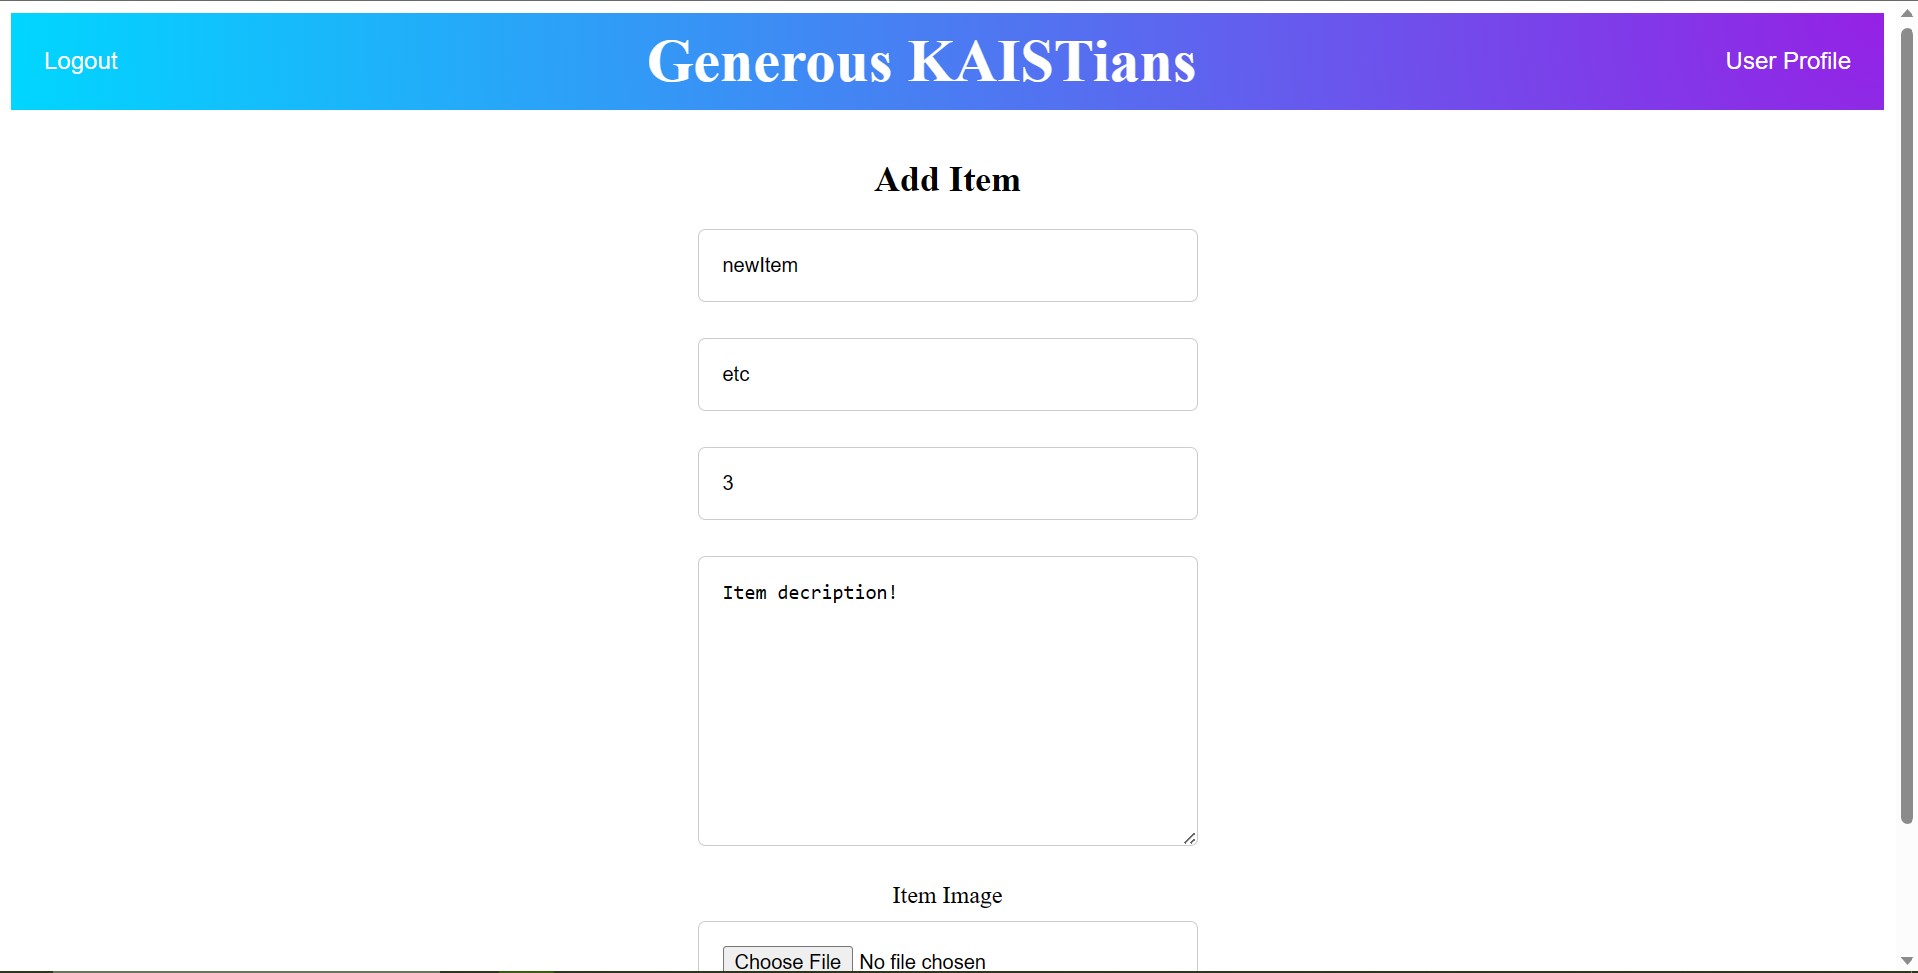 Logout
Generous KAISTians
User Profile
Add Item
newItem
etc
3
Item decription!
Item Image
Choose File No file chosen